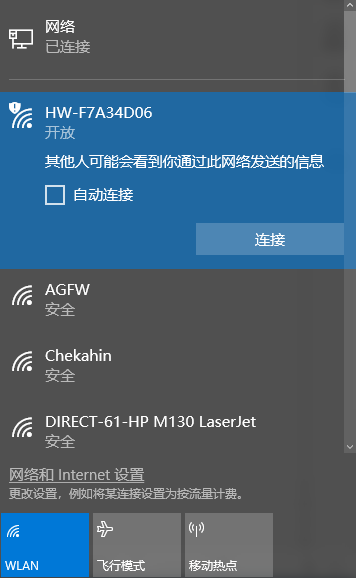 网络
已连接
HW-F7A34D06
开放
其他人可能会看到你通过此网络发送的信息
自动连接
连接
AGFW
安全
Chekahin
安全
DIRECT-61-HP M130 LaserJet
安全
网络和 Internet 设置
更改设置，例如将某连接设置为按流量计费。
WLAN
飞行模式
移动热点